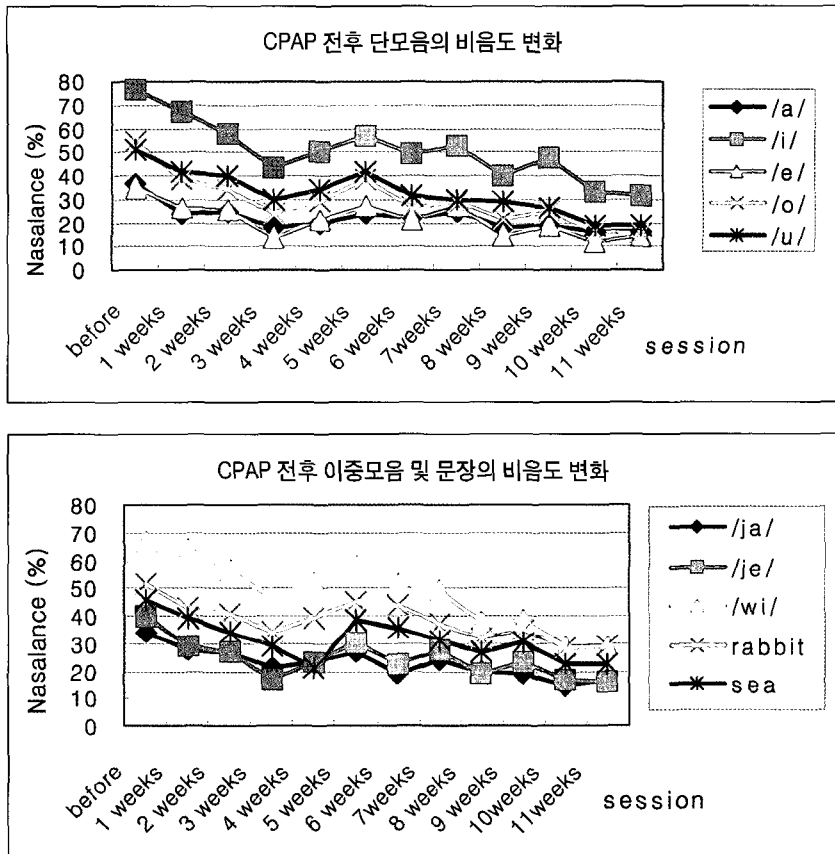 CPAP 전후 단모음의 비음도 변화
Nasalance (%)
80
70
60
50
40
30
20
10
0
before
1 weeks
2 weeks
3 weeks
4 weeks
5 weeks
6 weeks
7weeks
8 weeks
9 weeks
10 weeks
11 weeks
session
/a/
/i/
/e/
/o/
/u/
CPAP 전후 이중모음 및 문장의 비음도 변화
Nasalance (%)
80
70
60
50
40
30
20
10
0
before
1 weeks
2 weeks
3 weeks
4 weeks
5 weeks
6 weeks
7weeks
8 weeks
9 weeks
10weeks
11weeks
session
/ja/
/je/
/wi/
rabbit
sea